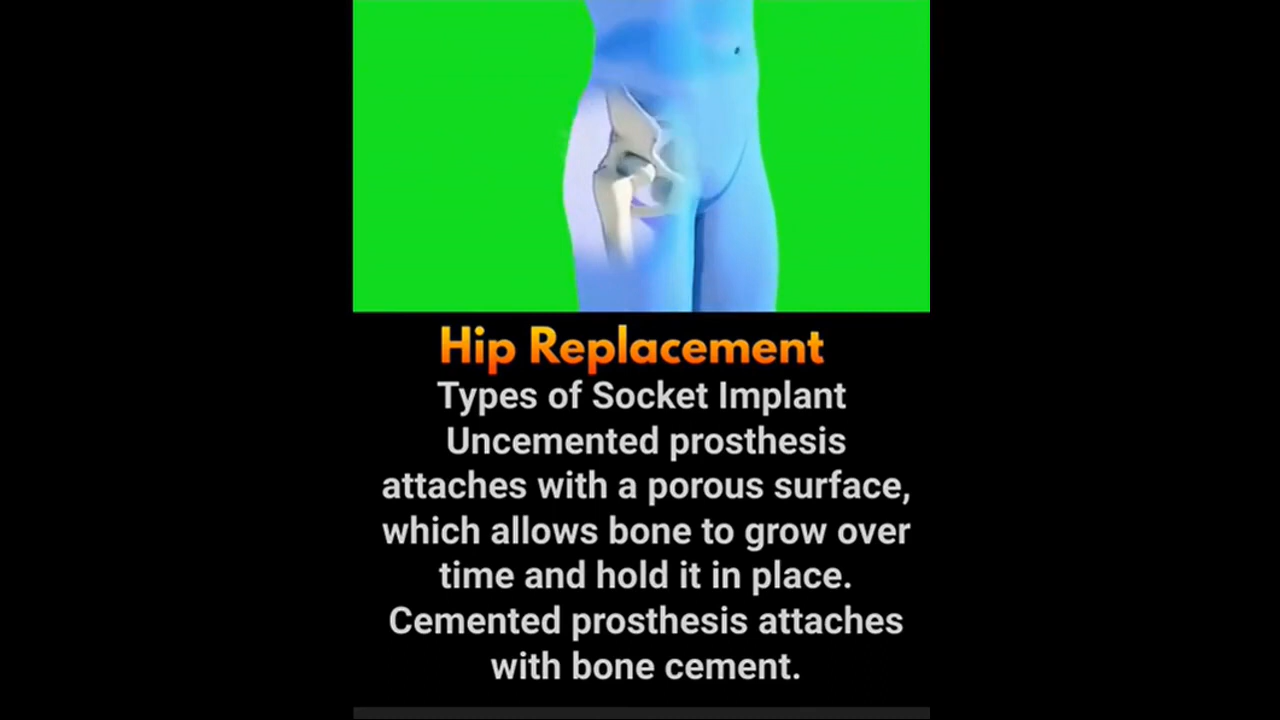 Hip Replacement
Types of Socket Implant
Uncemented prosthesis
attaches with a porous surface,
which allows bone to grow over
time and hold it in place.
Cemented prosthesis attaches
with bone cement.